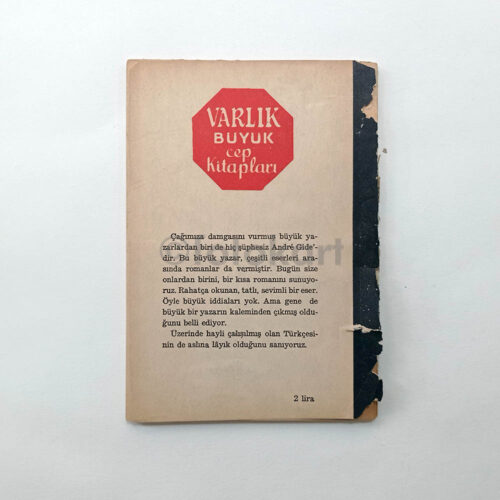 VARLIK
BÜYÜK
cep
Kitapları
Çağımıza damgasını vurmuş büyük ya-
zarlardan biri de hiç şüphesiz André Gide'-
dir. Bu büyük yazar, çeşitli eserleri ara-
sında romanlar da vermiştir. Bugün size
onlardan birini, bir kısa romanını sunuyo-
ruz. Rahatça okunan, tatlı, sevimli bir eser.
Öyle büyük iddiaları yok. Ama gene de
büyük bir yazarın kaleminden çıkmış oldu-
ğunu belli ediyor.
Üzerinde hayli çalışılmış olan Türkçesi-
nin de aslına lâyık olduğunu sanıyoruz.
2 lira